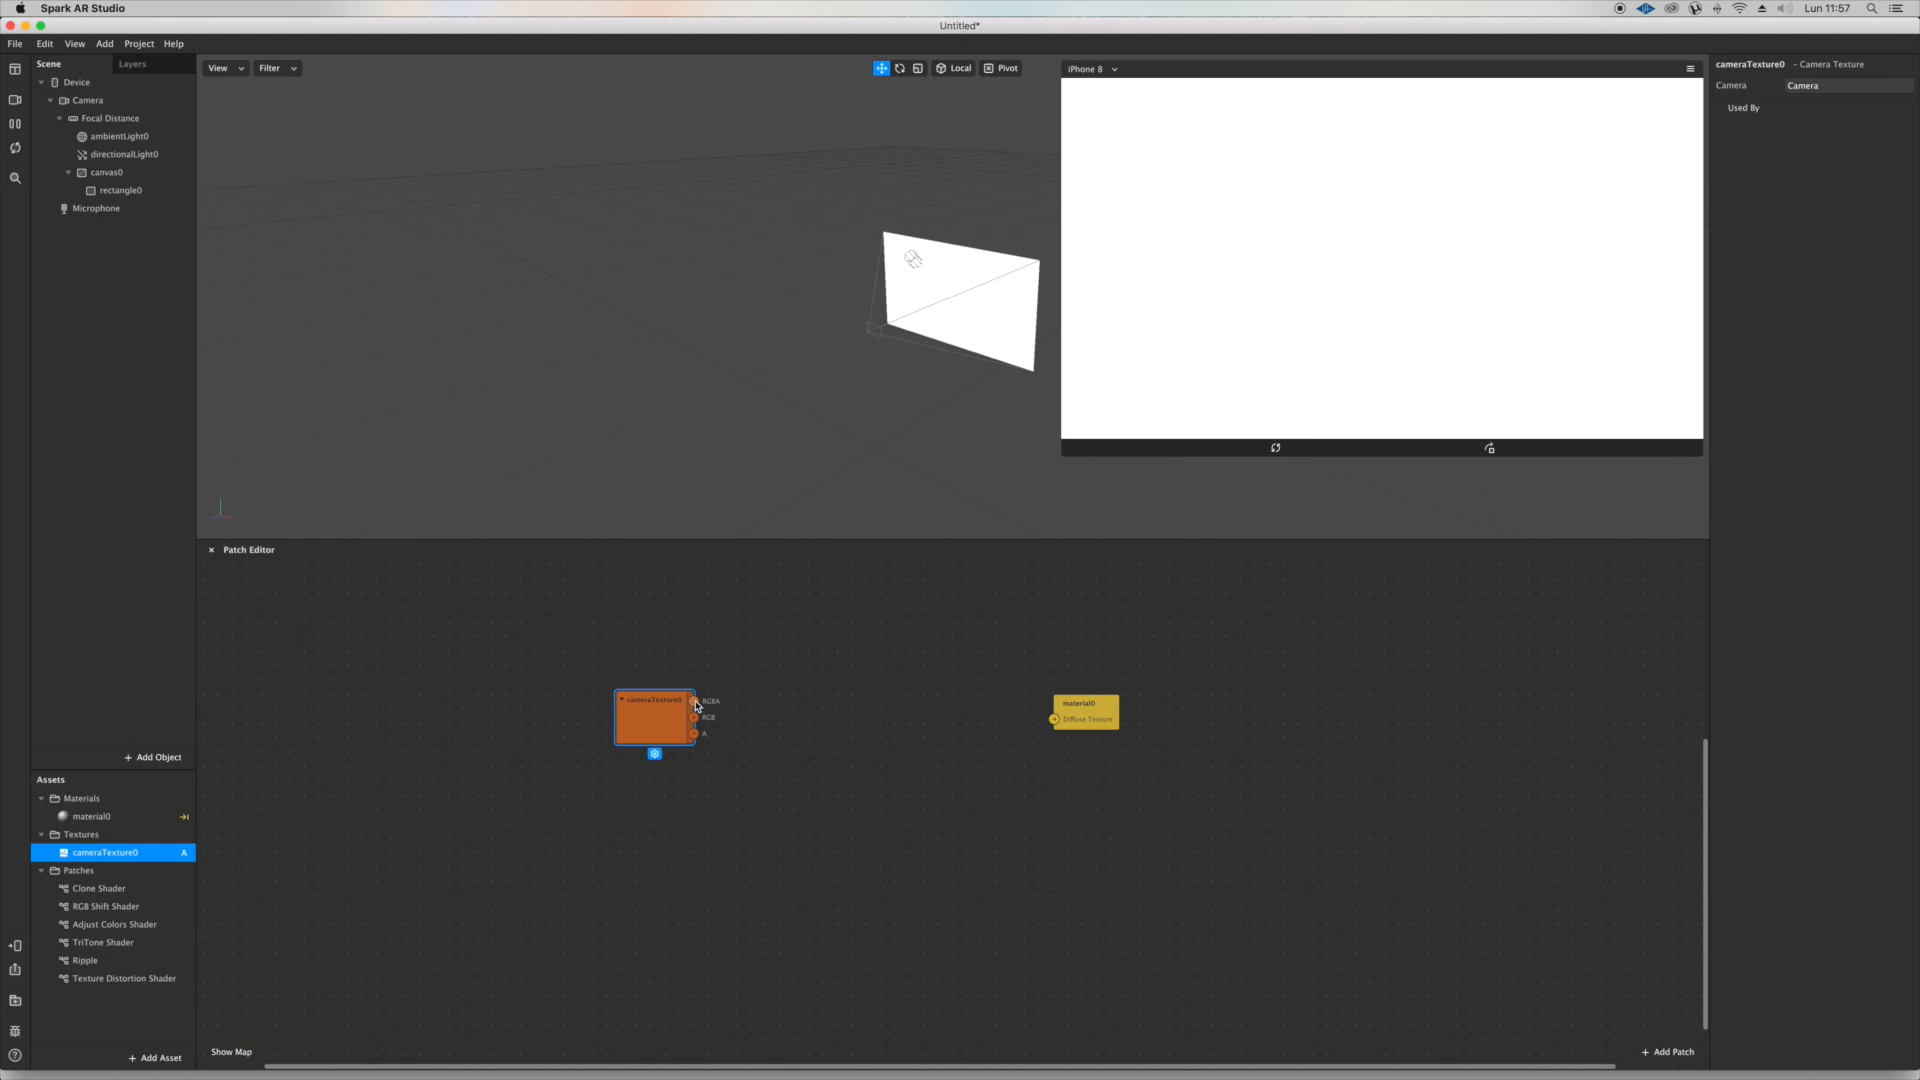 Spark AR Studio
Lun 11:57
Untitled*
File Edit View Add Project Help
Scene Layers
Device
Camera
Focal Distance
ambientLight0
directionalLight0
canvas0
rectangle0
Microphone
+ Add Object
View Filter Local Pivot
iPhone 8
cameraTexture0 - Camera Texture
Camera Camera
Used By
× Patch Editor
cameraTexture0 RGBA
RGB
A
material0
Diffuse Texture
Assets
Materials
material0
Textures
cameraTexture0 A
Patches
Clone Shader
RGB Shift Shader
Adjust Colors Shader
TriTone Shader
Ripple
Texture Distortion Shader
+ Add Asset
Show Map
+ Add Patch